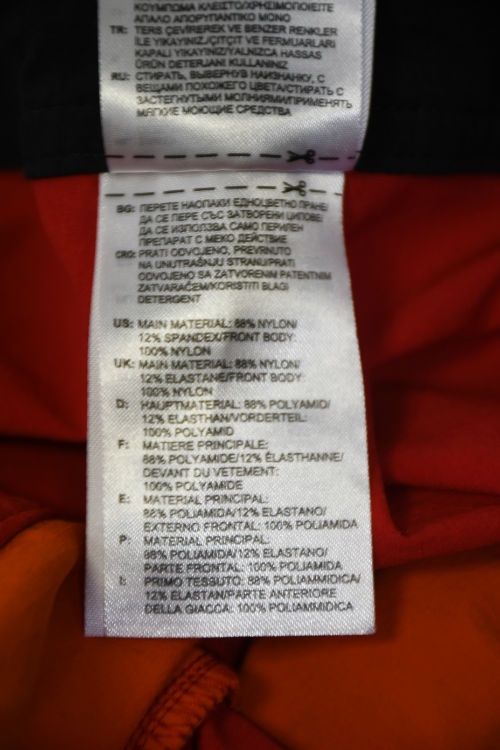 ΚΟΥΜΠΩΜΑ ΚΛΕΙΣΤΟ/ΧΡΗΣΙΜΟΠΟΙΕΙΤΕ
ΑΠΑΛΟ ΑΠΟΡΥΠΑΝΤΙΚΟ ΜΟΝΟ
TR: TERS ÇEVİREREK VE BENZER RENKLER
İLE YIKAYINIZ/ÇITÇIT VE FERMUARLARI
KAPALI YIKAYINIZ/YALNIZCA HASSAS
ÜRÜN DETERJANI KULLANINIZ
RU: СТИРАТЬ, ВЫВЕРНУВ НАИЗНАНКУ, С
ВЕЩАМИ ПОХОЖЕГО ЦВЕТА/СТИРАТЬ С
ЗАСТЕГНУТЫМИ МОЛНИЯМИ/ПРИМЕНЯТЬ
МЯГКИЕ МОЮЩИЕ СРЕДСТВА
BG: ПЕРЕТЕ НАОПАКИ ЕДНОЦВЕТНО ПРАНЕ/
ДА СЕ ПЕРЕ СЪС ЗАТВОРЕНИ ЦИПОВЕ/
ДА СЕ ИЗПОЛЗВА САМО ПЕРИЛЕН
ПРЕПАРАТ С МЕКО ДЕЙСТВИЕ
CRO: PRATI ODVOJENO, PREVRNUTO
NA UNUTRAŠNJU STRANU/PRATI
ODVOJENO SA ZATVORENIM PATENTNIM
ZATVARAČEM/KORISTITI BLAGI
DETERGENT
US: MAIN MATERIAL: 88% NYLON/
12% SPANDEX/FRONT BODY:
100% NYLON
UK: MAIN MATERIAL: 88% NYLON/
12% ELASTANE/FRONT BODY:
100% NYLON
D: HAUPTMATERIAL: 88% POLYAMID/
12% ELASTHAN/VORDERTEIL:
100% POLYAMID
F: MATIERE PRINCIPALE:
88% POLYAMIDE/12% ÉLASTHANNE/
DEVANT DU VETEMENT:
100% POLYAMIDE
E: MATERIAL PRINCIPAL:
88% POLIAMIDA/12% ELASTANO/
EXTERNO FRONTAL: 100% POLIAMIDA
P: MATERIAL PRINCIPAL:
88% POLIAMIDA/12% ELASTANO/
PARTE FRONTAL: 100% POLIAMIDA
I: PRIMO TESSUTO: 88% POLIAMMIDICA/
12% ELASTAN/PARTE ANTERIORE
DELLA GIACCA: 100% POLIAMMIDICA